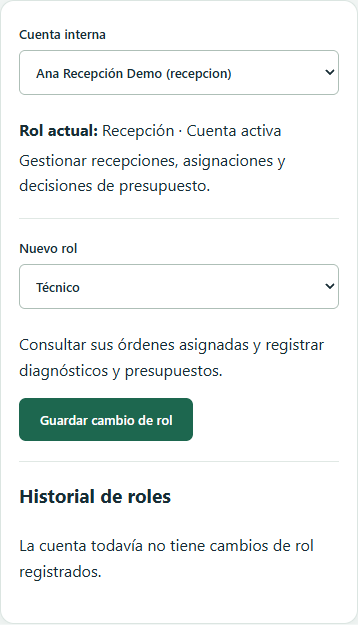 Cuenta interna
Ana Recepción Demo (recepcion)
Rol actual: Recepción · Cuenta activa
Gestionar recepciones, asignaciones y
decisiones de presupuesto.
Nuevo rol
Técnico
Consultar sus órdenes asignadas y registrar
diagnósticos y presupuestos.
Guardar cambio de rol
Historial de roles
La cuenta todavía no tiene cambios de rol
registrados.